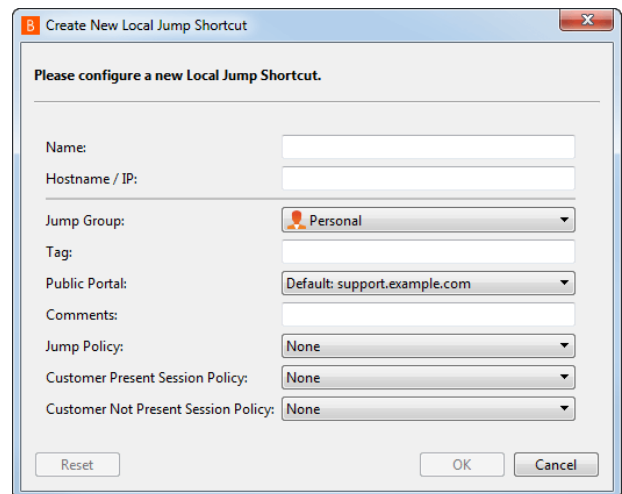 B Create New Local Jump Shortcut
Please configure a new Local Jump Shortcut.
Name:
Hostname / IP:
Jump Group: Personal
Tag:
Public Portal: Default: support.example.com
Comments:
Jump Policy: None
Customer Present Session Policy: None
Customer Not Present Session Policy: None
Reset OK Cancel